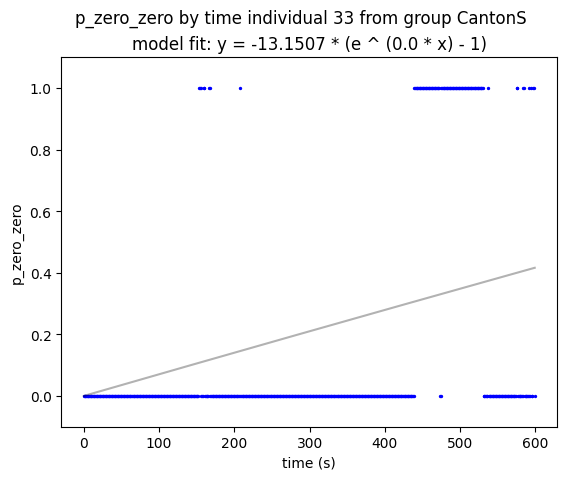 p_zero_zero by time individual 33 from group CantonS
model fit: y = -13.1507 * (e ^ (0.0 * x) - 1)
1.0
0.8
0.6
0.4
0.2
0.0
p_zero_zero
0 100 200 300 400 500 600
time (s)